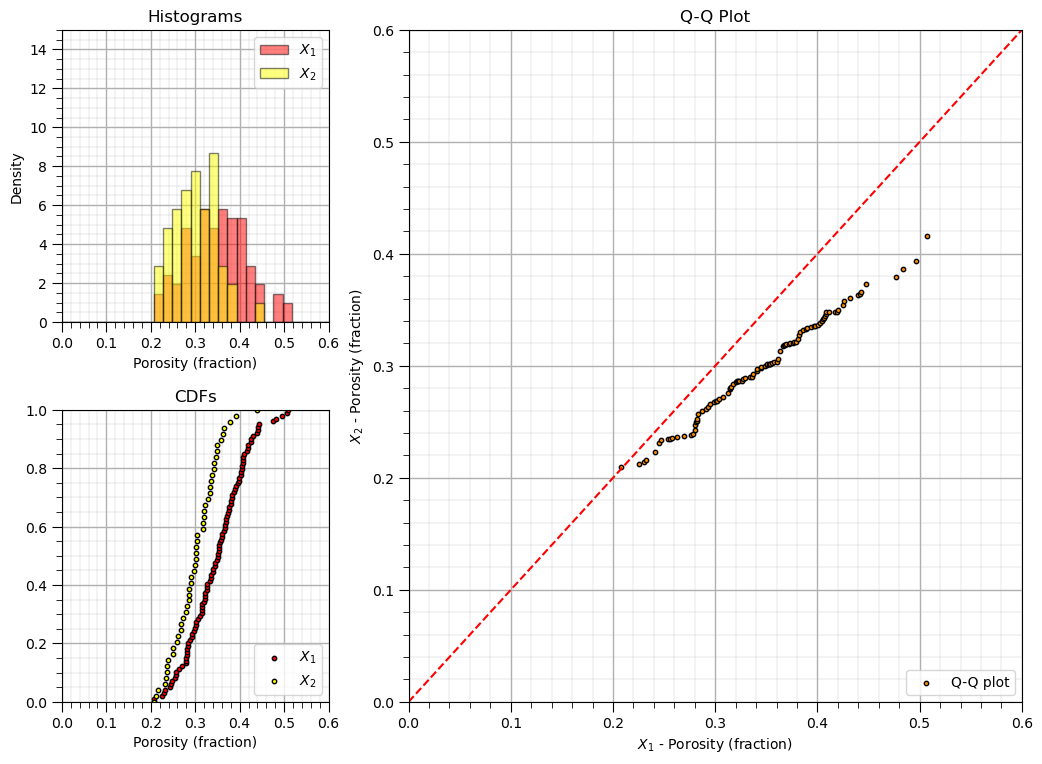 Histograms
14
12
10
8
6
4
2
0
Density
X1
X2
0.0 0.1 0.2 0.3 0.4 0.5 0.6
Porosity (fraction)
CDFs
1.0
0.8
0.6
0.4
0.2
0.0
X1
X2
0.0 0.1 0.2 0.3 0.4 0.5 0.6
Porosity (fraction)
Q-Q Plot
0.6
0.5
0.4
0.3
0.2
0.1
0.0
X2 - Porosity (fraction)
Q-Q plot
0.0 0.1 0.2 0.3 0.4 0.5 0.6
X1 - Porosity (fraction)